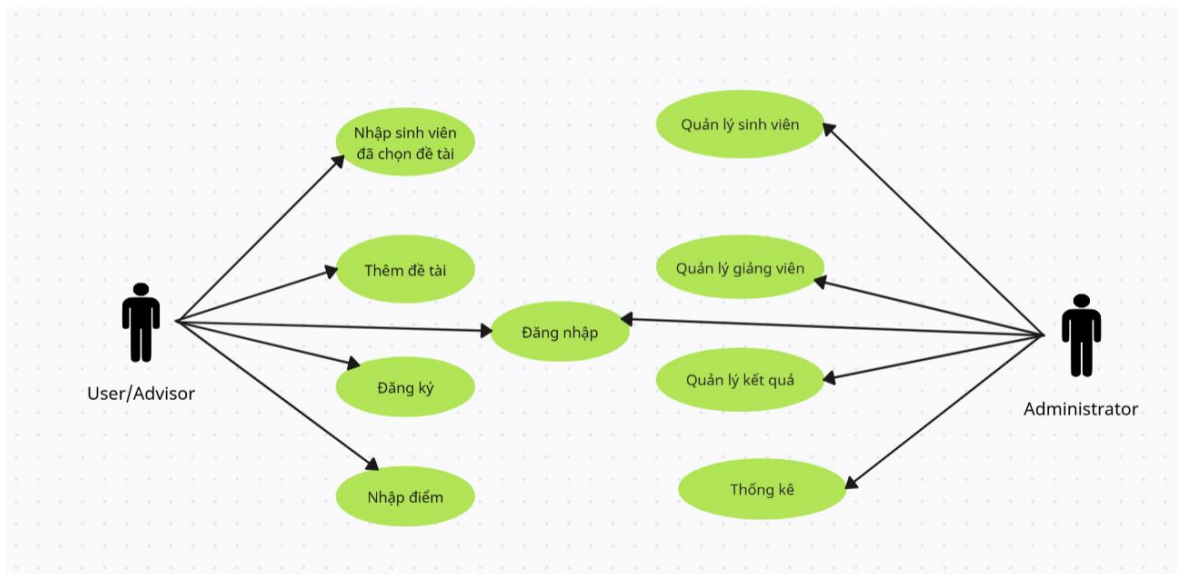 Nhập sinh viên
đã chọn đề tài
Quản lý sinh viên
Thêm đề tài
Quản lý giảng viên
Đăng nhập
Đăng ký
Quản lý kết quả
User/Advisor
Administrator
Nhập điểm
Thống kê